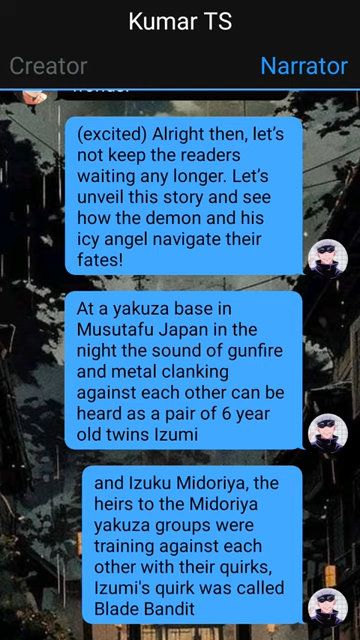 Kumar TS
Creator
Narrator
wonder
(excited) Alright then, let's
not keep the readers
waiting any longer. Let's
unveil this story and see
how the demon and his
icy angel navigate their
fates!
At a yakuza base in
Musutafu Japan in the
night the sound of gunfire
and metal clanking
against each other can be
heard as a pair of 6 year
old twins Izumi
and Izuku Midoriya, the
heirs to the Midoriya
yakuza groups were
training against each
other with their quirks,
Izumi's quirk was called
Blade Bandit